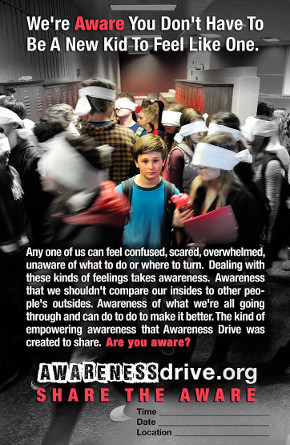 We're Aware You Don't Have To
Be A New Kid To Feel Like One.
Any one of us can feel confused, scared, overwhelmed,
unaware of what to do or where to turn. Dealing with
these kinds of feelings takes awareness. Awareness
that we shouldn't compare our insides to other peo-
ple's outsides. Awareness of what we're all going
through and can do to do to make it better. The kind of
empowering awareness that Awareness Drive was
created to share. Are you aware?
AWARENESSdrive.org
SHARE THE AWARE
Time
Date
Location